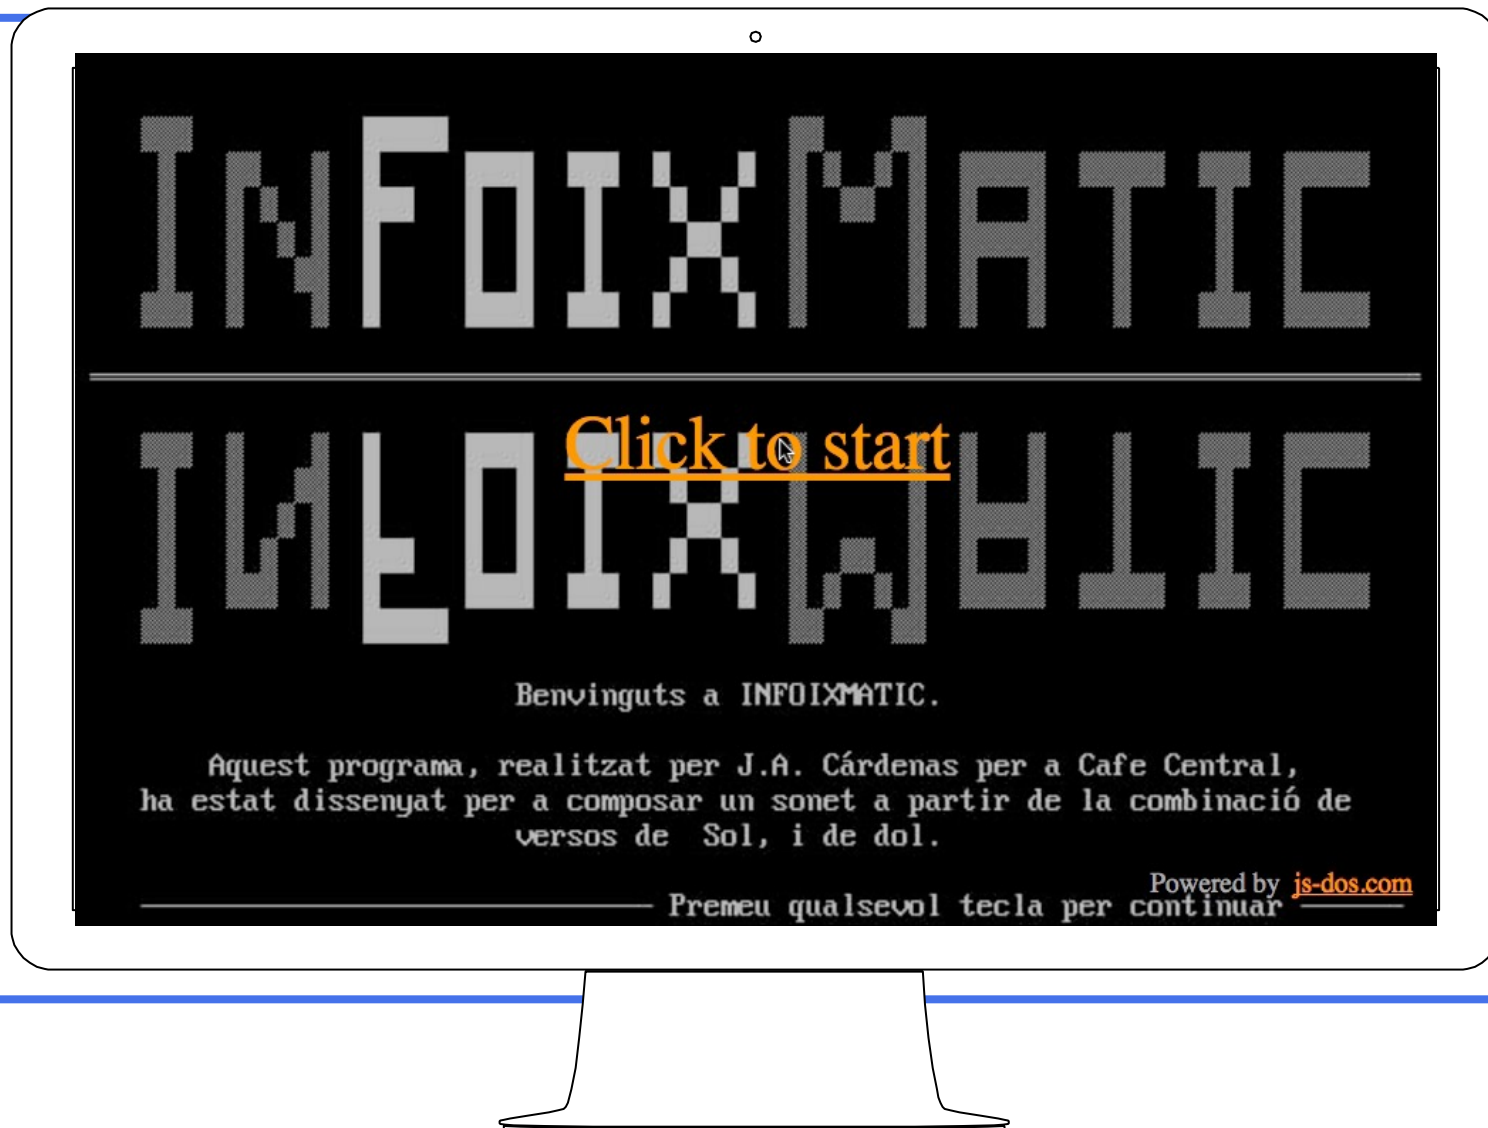 INFOIXMATIC
INFOIXMATIC
Click to start
Benvinguts a INFOIXMATIC.
Aquest programa, realitzat per J.A. Cárdenas per a Cafe Central,
ha estat dissenyat per a composar un sonet a partir de la combinació de
versos de Sol, i de dol.
Powered by js-dos.com
Premeu qualsevol tecla per continuar